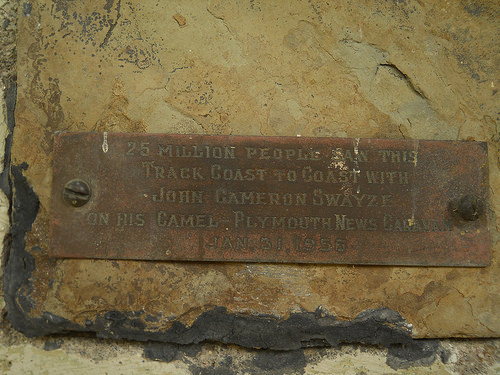 25 MILLION PEOPLE SAW THIS
TRACK COAST TO COAST WITH
JOHN CAMERON SWAYZE
ON HIS CAMEL-PLYMOUTH NEWS CARAVAN
JAN. 31, 1955